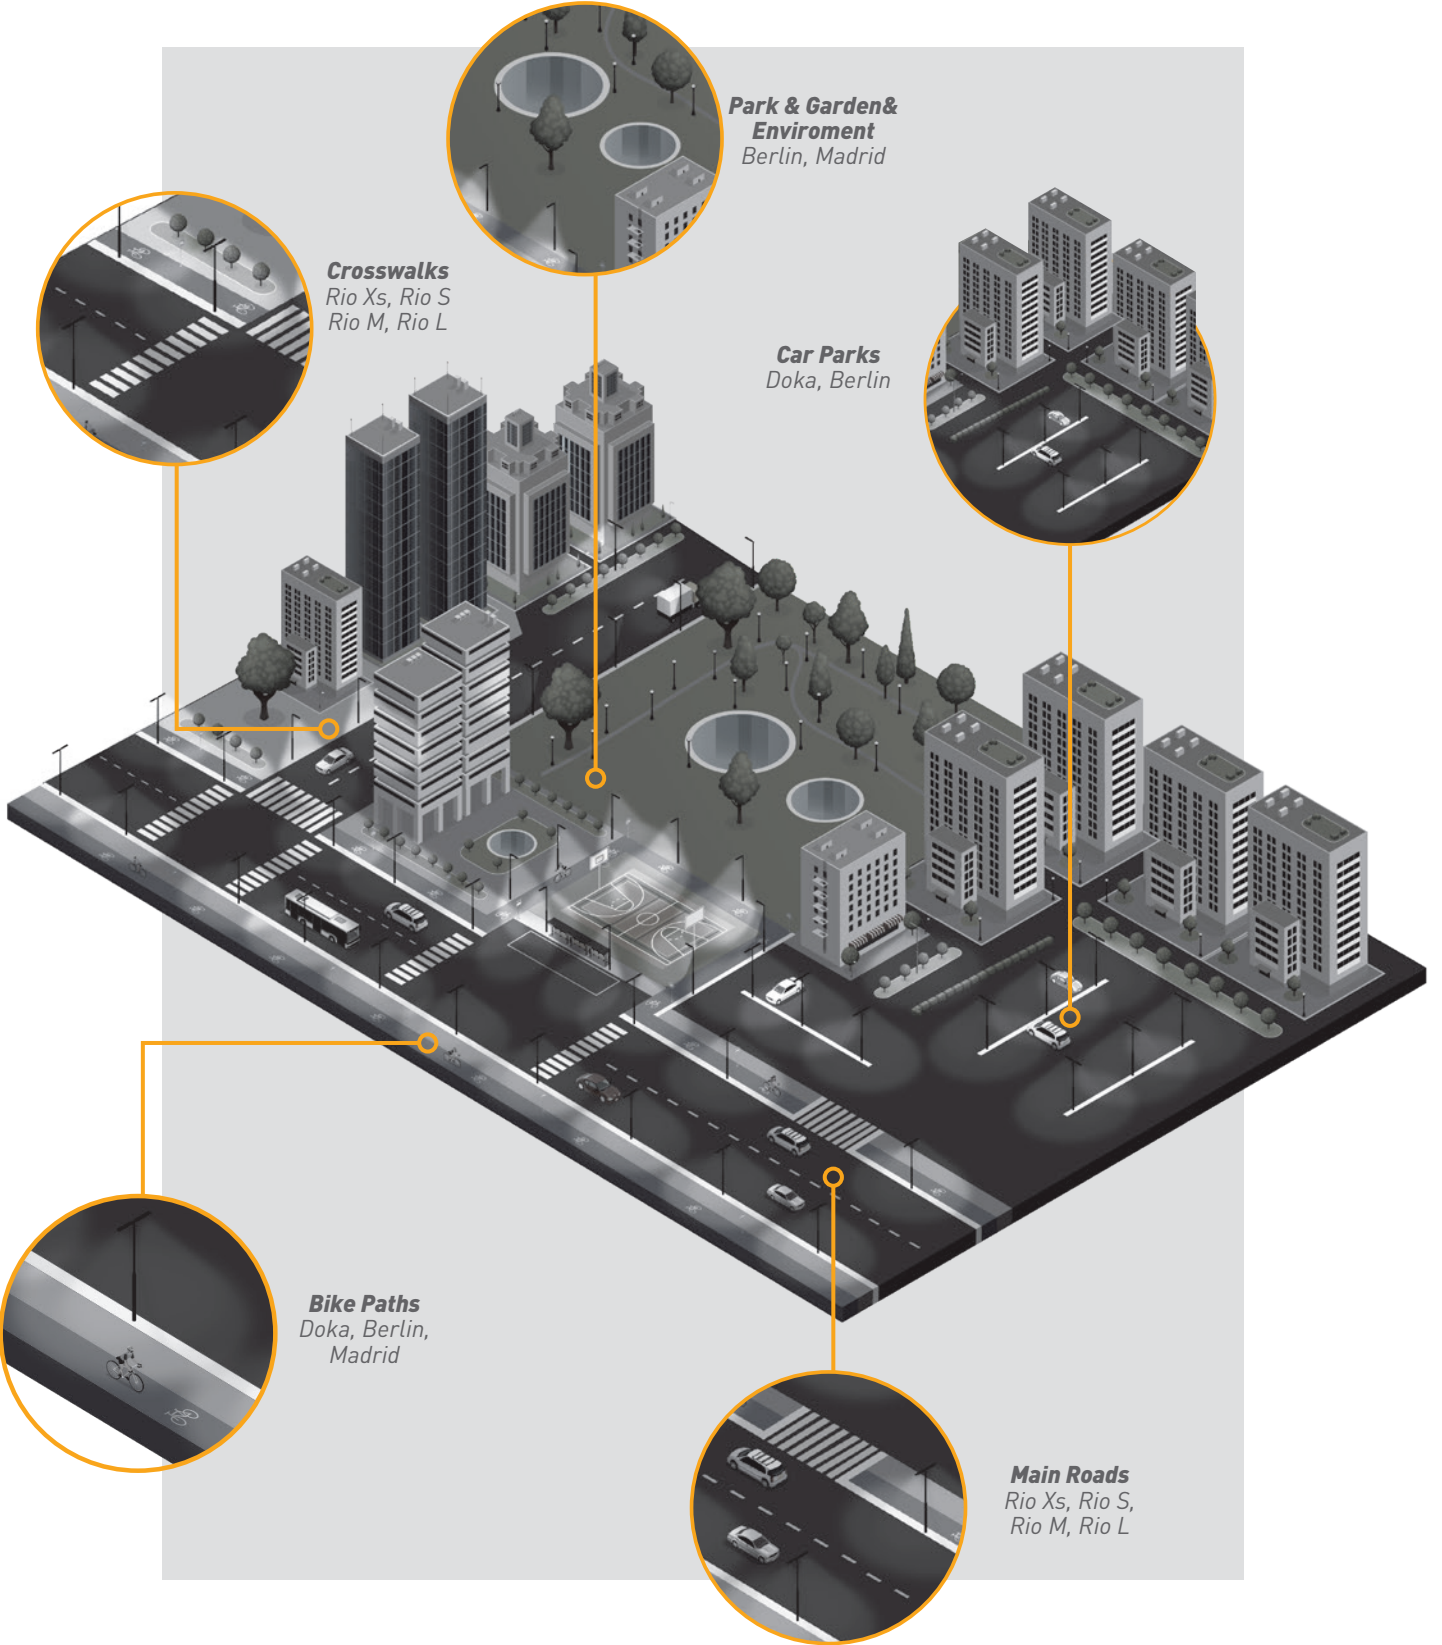 Park & Garden&
Enviroment
Berlin, Madrid
Crosswalks
Rio Xs, Rio S
Rio M, Rio L
Car Parks
Doka, Berlin
Bike Paths
Doka, Berlin,
Madrid
Main Roads
Rio Xs, Rio S,
Rio M, Rio L